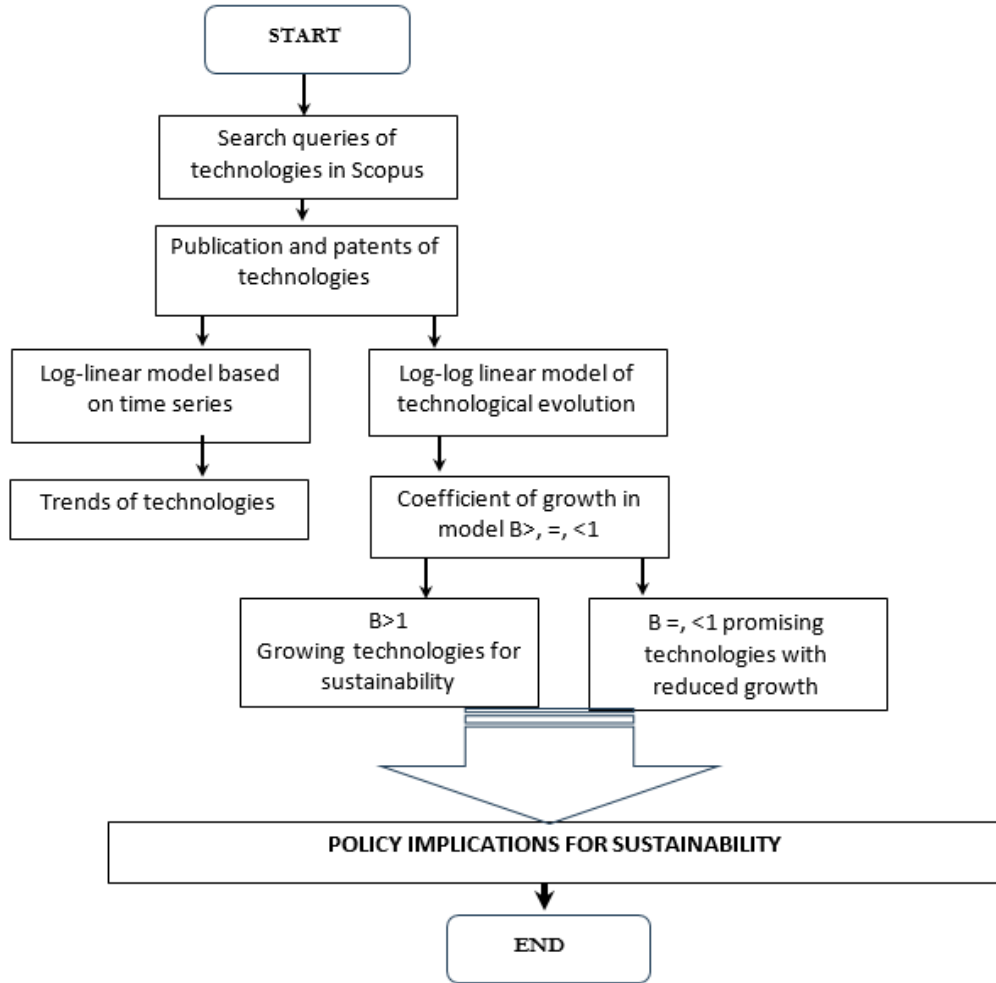 START
Search queries of
technologies in Scopus
Publication and patents of
technologies
Log-linear model based
on time series
Log-log linear model of
technological evolution
Trends of technologies
Coefficient of growth in
model B>, =, <1
B>1
Growing technologies for
sustainability
B =, <1 promising
technologies with
reduced growth
POLICY IMPLICATIONS FOR SUSTAINABILITY
END